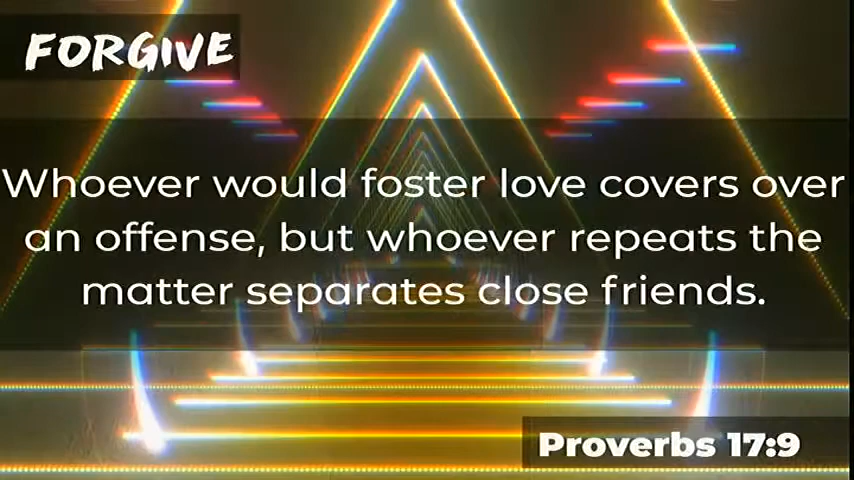 FORGIVE
Whoever would foster love covers over
an offense, but whoever repeats the
matter separates close friends.
Proverbs 17:9